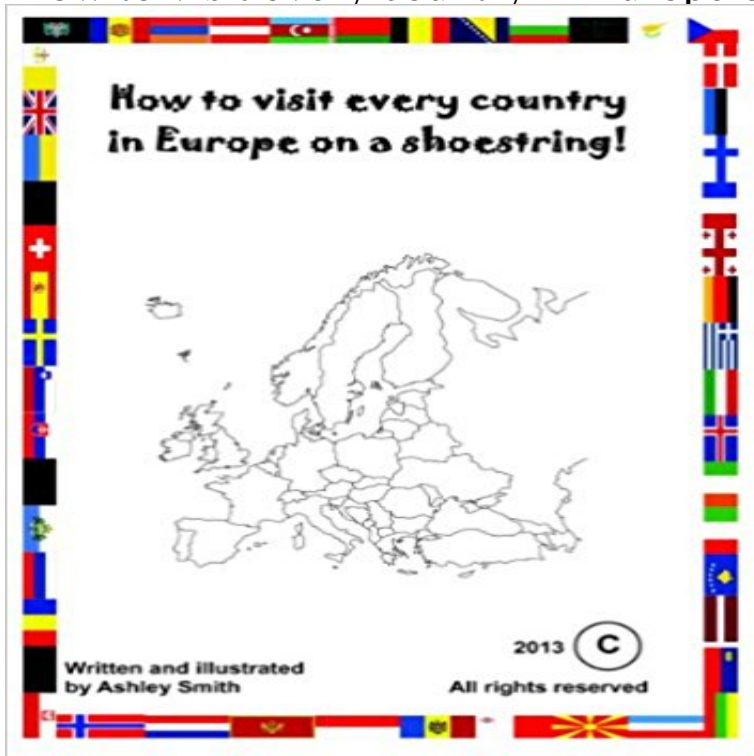 How to visit every country
in Europe on a shoestring!
2013 C
Written and illustrated
by Ashley Smith
All rights reserved